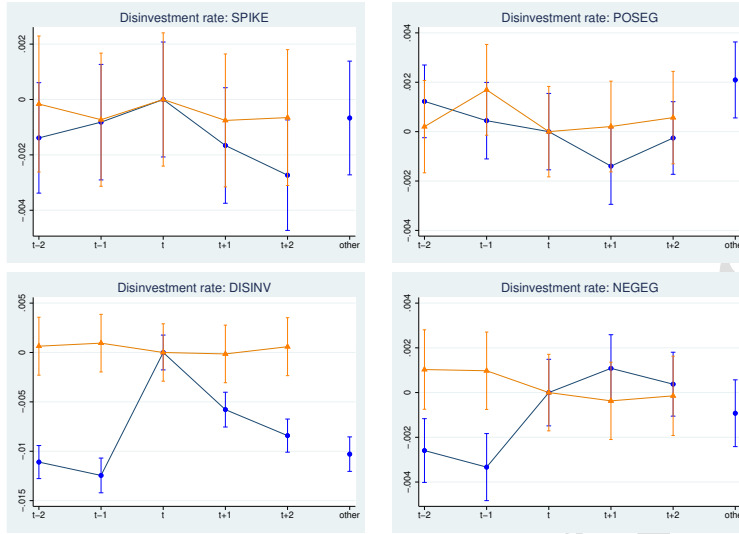 Disinvestment rate: SPIKE
.002
0
−.002
−.004
t−2 t−1 t t+1 t+2 other
Disinvestment rate: POSEG
.004
.002
0
−.002
−.004
t−2 t−1 t t+1 t+2 other
Disinvestment rate: DISINV
.005
0
−.005
−.01
−.015
t−2 t−1 t t+1 t+2 other
Disinvestment rate: NEGEG
.004
.002
0
−.002
−.004
t−2 t−1 t t+1 t+2 other